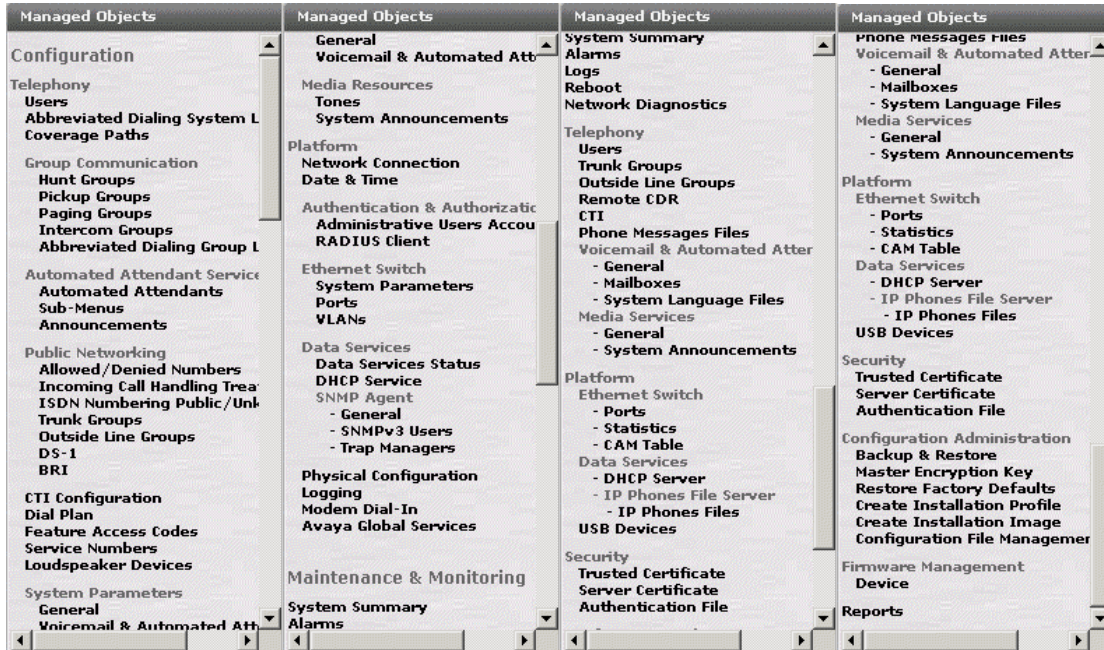 Managed Objects
Configuration
Telephony
Users
Abbreviated Dialing System L
Coverage Paths
Group Communication
Hunt Groups
Pickup Groups
Paging Groups
Intercom Groups
Abbreviated Dialing Group L
Automated Attendant Service
Automated Attendants
Sub-Menus
Announcements
Public Networking
Allowed/Denied Numbers
Incoming Call Handling Trea
ISDN Numbering Public/Unk
Trunk Groups
Outside Line Groups
DS-1
BRI
CTI Configuration
Dial Plan
Feature Access Codes
Service Numbers
Loudspeaker Devices
System Parameters
General
Voicemail & Automated Att
Managed Objects
General
Voicemail & Automated Att
Media Resources
Tones
System Announcements
Platform
Network Connection
Date & Time
Authentication & Authorizatic
Administrative Users Accou
RADIUS Client
Ethernet Switch
System Parameters
Ports
VLANs
Data Services
Data Services Status
DHCP Service
SNMP Agent
- General
- SNMPv3 Users
- Trap Managers
Physical Configuration
Logging
Modem Dial-In
Avaya Global Services
Maintenance & Monitoring
System Summary
Alarms
Managed Objects
System Summary
Alarms
Logs
Reboot
Network Diagnostics
Telephony
Users
Trunk Groups
Outside Line Groups
Remote CDR
CTI
Phone Messages Files
Voicemail & Automated Atter
- General
- Mailboxes
- System Language Files
Media Services
- General
- System Announcements
Platform
Ethernet Switch
- Ports
- Statistics
- CAM Table
Data Services
- DHCP Server
- IP Phones File Server
- IP Phones Files
USB Devices
Security
Trusted Certificate
Server Certificate
Authentication File
Managed Objects
Phone Messages Files
Voicemail & Automated Atter
- General
- Mailboxes
- System Language Files
Media Services
- General
- System Announcements
Platform
Ethernet Switch
- Ports
- Statistics
- CAM Table
Data Services
- DHCP Server
- IP Phones File Server
- IP Phones Files
USB Devices
Security
Trusted Certificate
Server Certificate
Authentication File
Configuration Administration
Backup & Restore
Master Encryption Key
Restore Factory Defaults
Create Installation Profile
Create Installation Image
Configuration File Managemer
Firmware Management
Device
Reports